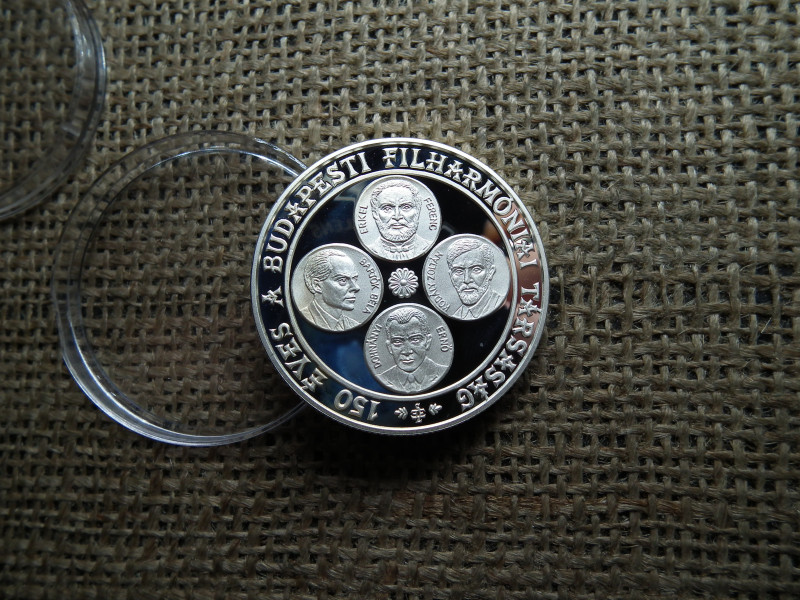 150 ÉVES A BUDAPESTI FILHARMÓNIAI TÁRSASÁG
ERKEL FERENC
BARTÓK BÉLA
KODÁLY ZOLTÁN
DOHNÁNYI ERNŐ